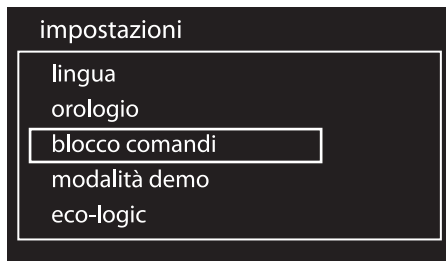 impostazioni
lingua
orologio
blocco comandi
modalità demo
eco-logic